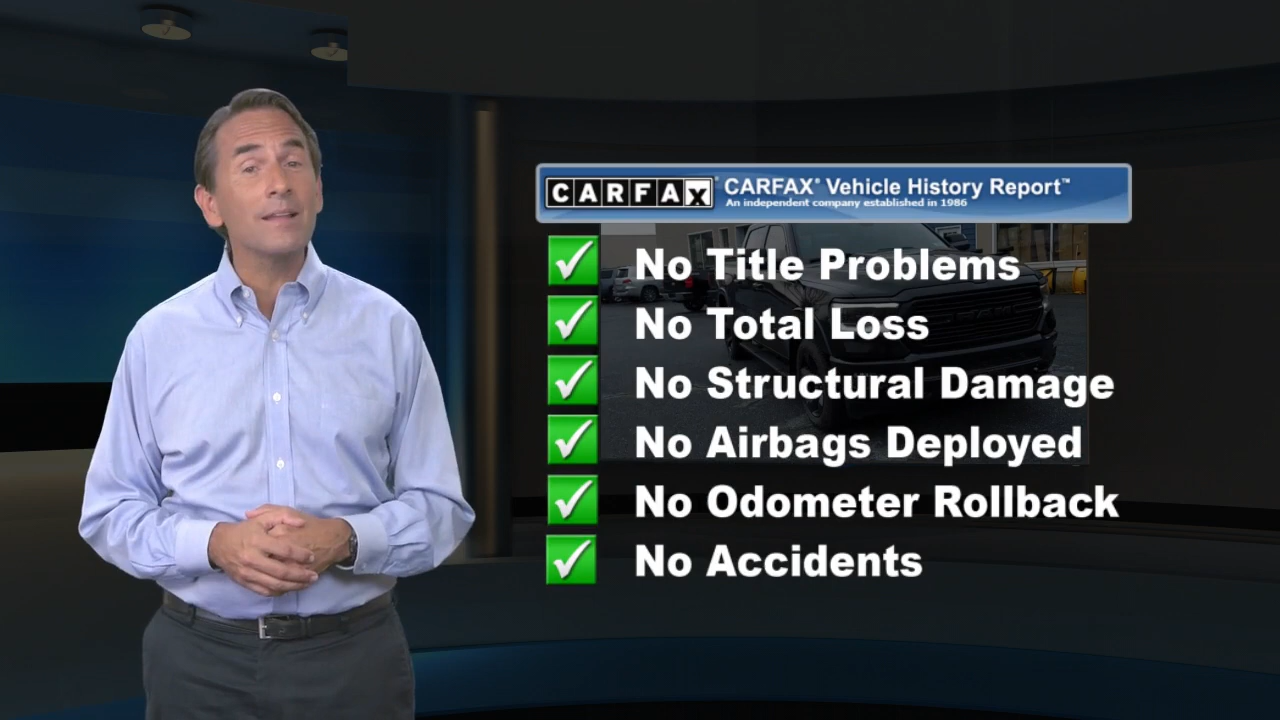 CARFAX® CARFAX® Vehicle History Report™
An independent company established in 1986
No Title Problems
No Total Loss
No Structural Damage
No Airbags Deployed
No Odometer Rollback
No Accidents